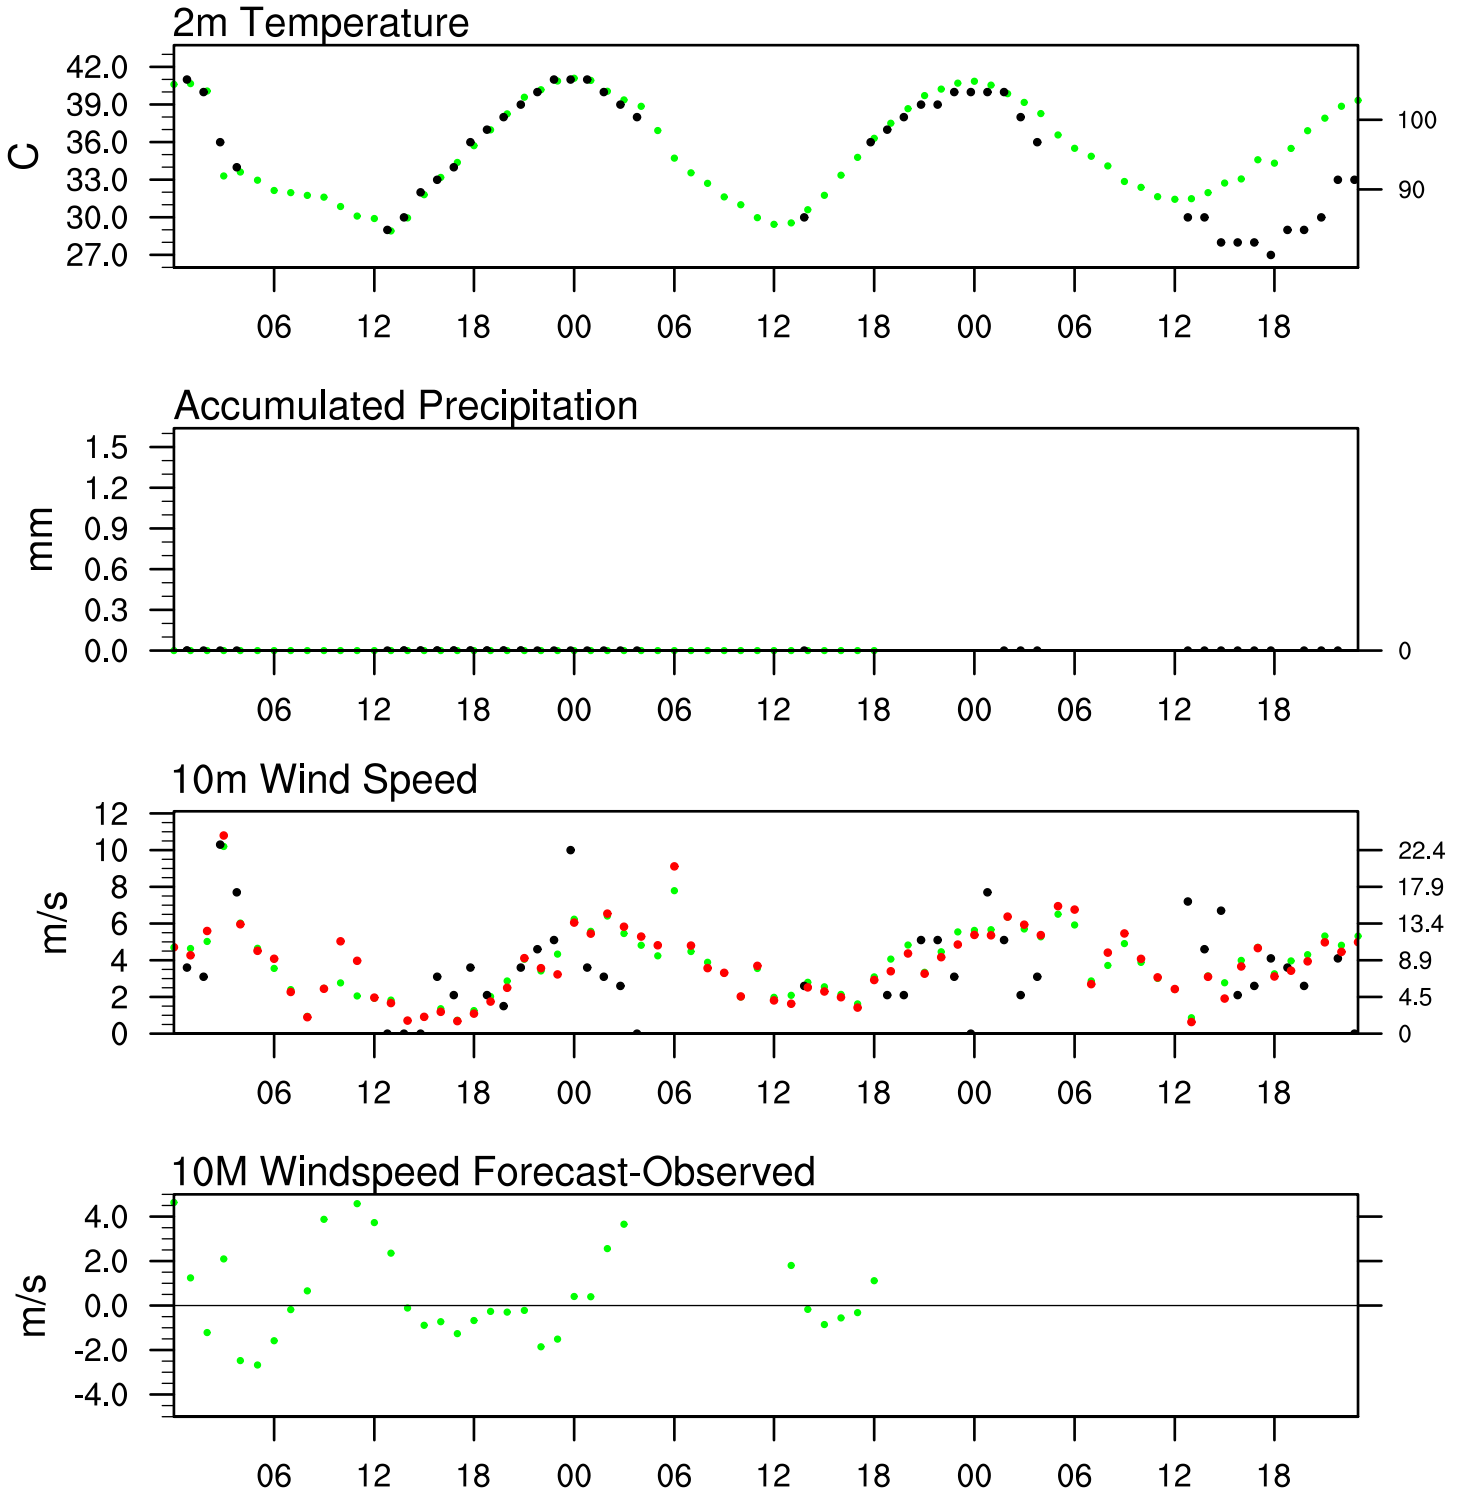 2m Temperature
42.0
39.0
36.0
33.0
30.0
27.0
C
100
90
06 12 18 00 06 12 18 00 06 12 18
Accumulated Precipitation
1.5
1.2
0.9
0.6
0.3
0.0
mm
0
06 12 18 00 06 12 18 00 06 12 18
10m Wind Speed
12
10
8
6
4
2
0
m/s
22.4
17.9
13.4
8.9
4.5
0
06 12 18 00 06 12 18 00 06 12 18
10M Windspeed Forecast-Observed
4.0
2.0
0.0
-2.0
-4.0
m/s
06 12 18 00 06 12 18 00 06 12 18